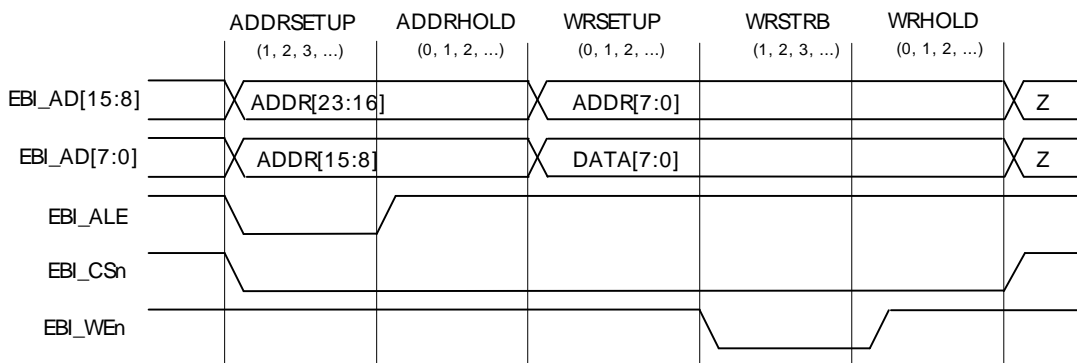 ADDRSETUP ADDRHOLD WRSETUP WRSTRB WRHOLD
(1, 2, 3, ...) (0, 1, 2, ...) (0, 1, 2, ...) (1, 2, 3, ...) (0, 1, 2, ...)
EBI_AD[15:8] ADDR[23:16] ADDR[7:0] Z
EBI_AD[7:0] ADDR[15:8] DATA[7:0] Z
EBI_ALE
EBI_CSn
EBI_WEn